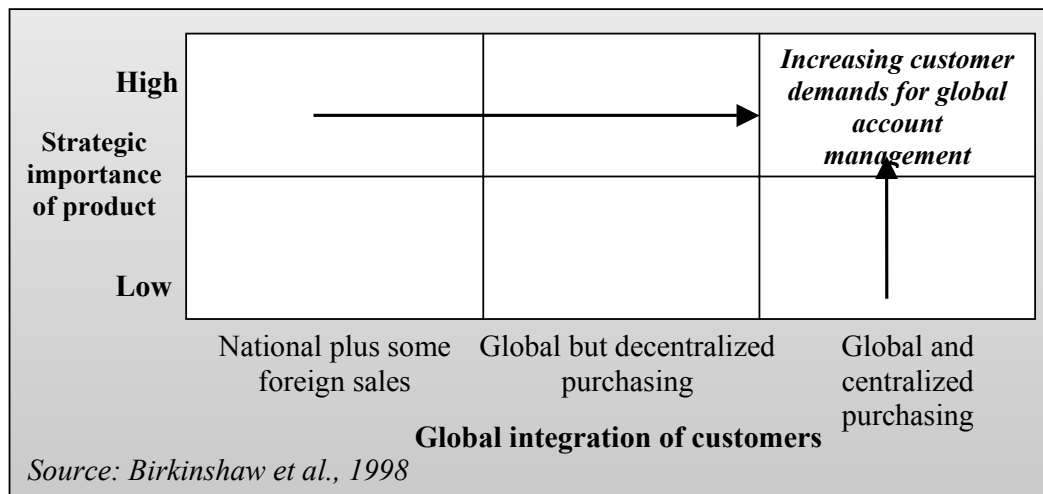 High
Increasing customer
demands for global
account
management
Strategic
importance
of product
Low
National plus some
foreign sales
Global but decentralized
purchasing
Global and
centralized
purchasing
Global integration of customers
Source: Birkinshaw et al., 1998